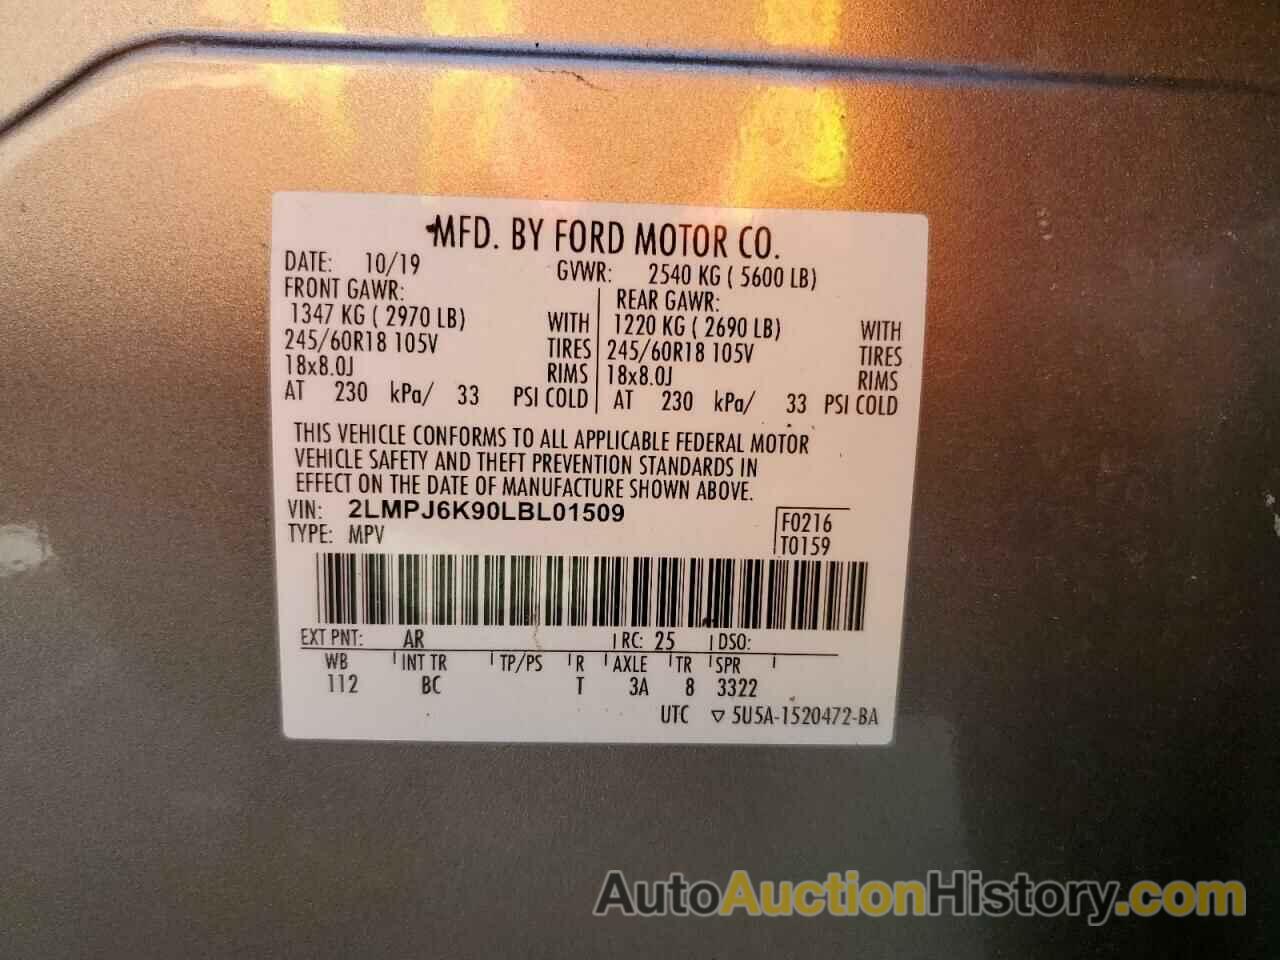 MFD. BY FORD MOTOR CO.
DATE: 10/19 GVWR: 2540 KG ( 5600 LB)
FRONT GAWR: REAR GAWR:
1347 KG ( 2970 LB) WITH 1220 KG ( 2690 LB) WITH
245/60R18 105V TIRES 245/60R18 105V TIRES
18x8.0J RIMS 18x8.0J RIMS
AT 230 kPa/ 33 PSI COLD AT 230 kPa/ 33 PSI COLD
THIS VEHICLE CONFORMS TO ALL APPLICABLE FEDERAL MOTOR
VEHICLE SAFETY AND THEFT PREVENTION STANDARDS IN
EFFECT ON THE DATE OF MANUFACTURE SHOWN ABOVE.
VIN: 2LMPJ6K90LBL01509 F0216
TYPE: MPV T0159
EXT PNT: AR RC: 25 DSO:
WB INT TR TP/PS R AXLE TR SPR
112 BC T 3A 8 3322
UTC ▽ 5U5A-1520472-BA
AutoAuctionHistory.com